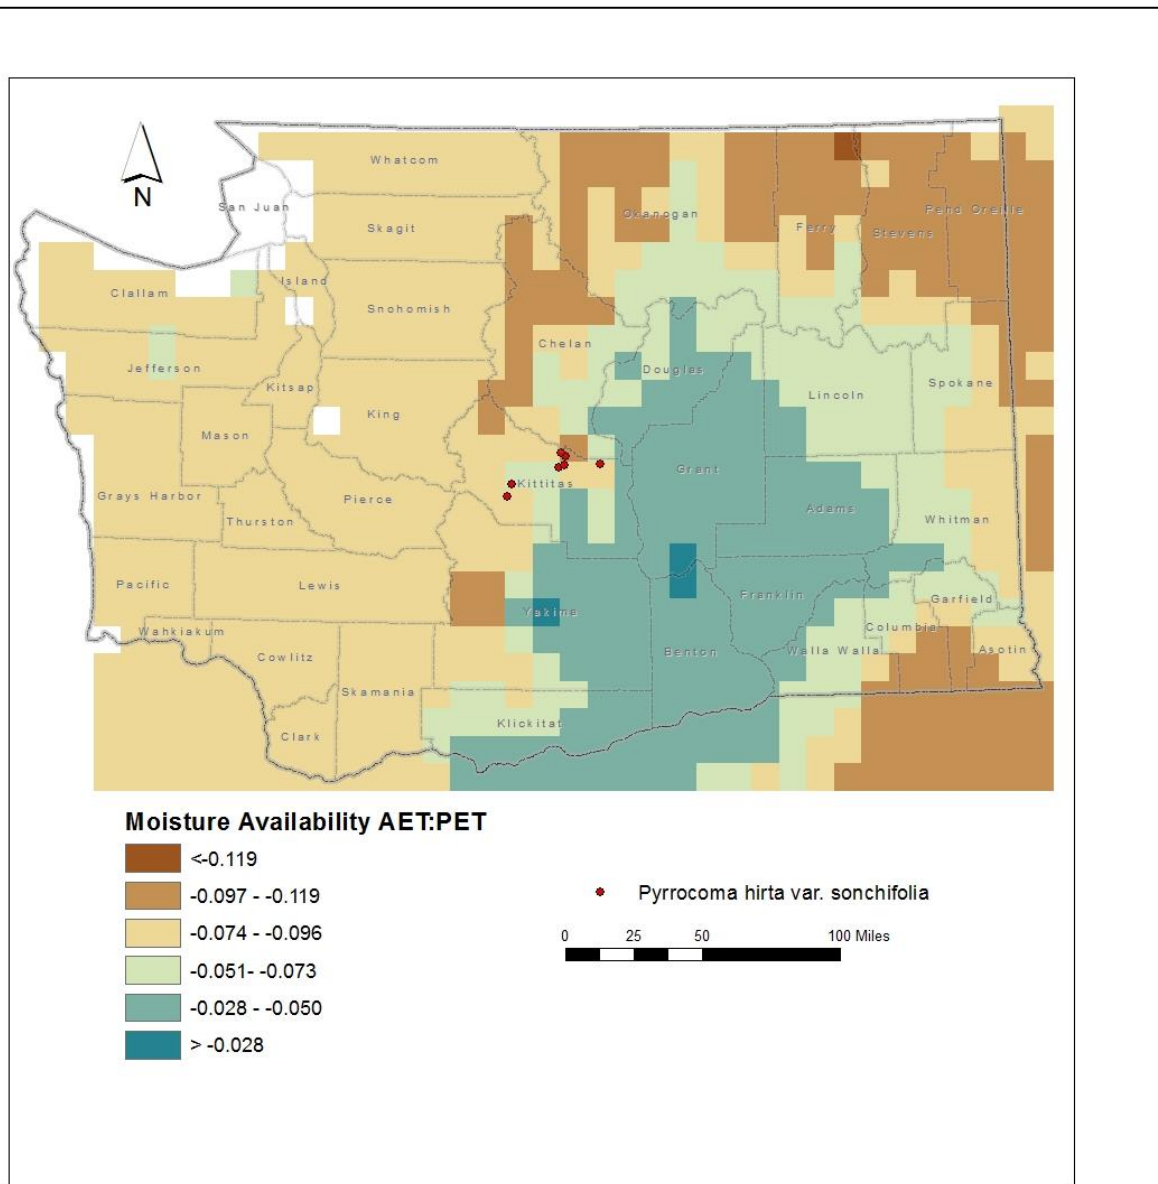 Whatcom
San Juan
Okanogan
Pend Oreille
Skagit
Ferry
Stevens
Island
Clallam
Snohomish
Chelan
Jefferson
Douglas
Kitsap
Spokane
Lincoln
King
Mason
Grant
Kittitas
Grays Harbor
Pierce
Adams
Thurston
Whitman
Pacific
Lewis
Franklin
Garfield
Yakima
Wahkiakum
Columbia
Cowlitz
Benton
Walla Walla
Asotin
Skamania
Klickitat
Clark
N
Moisture Availability AET:PET
<-0.119
-0.097 - -0.119
-0.074 - -0.096
-0.051- -0.073
-0.028 - -0.050
> -0.028
Pyrrocoma hirta var. sonchifolia
0 25 50 100 Miles